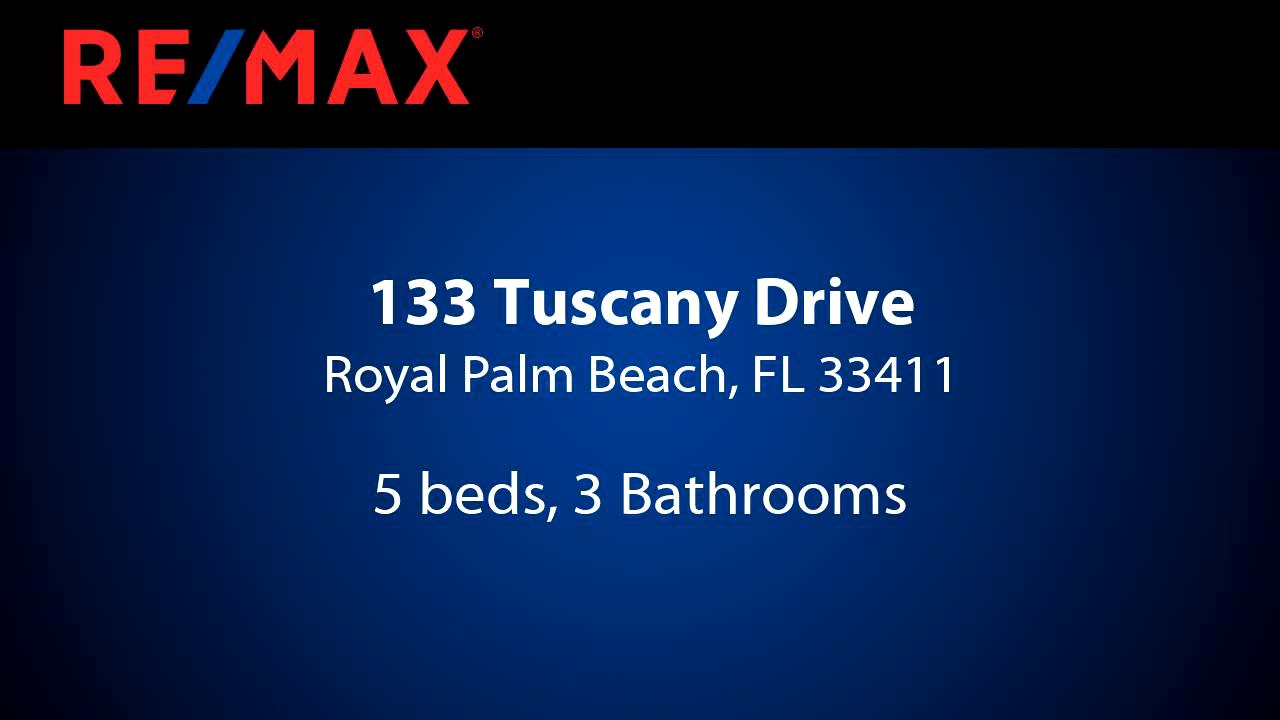 RE/MAX®
133 Tuscany Drive
Royal Palm Beach, FL 33411
5 beds, 3 Bathrooms